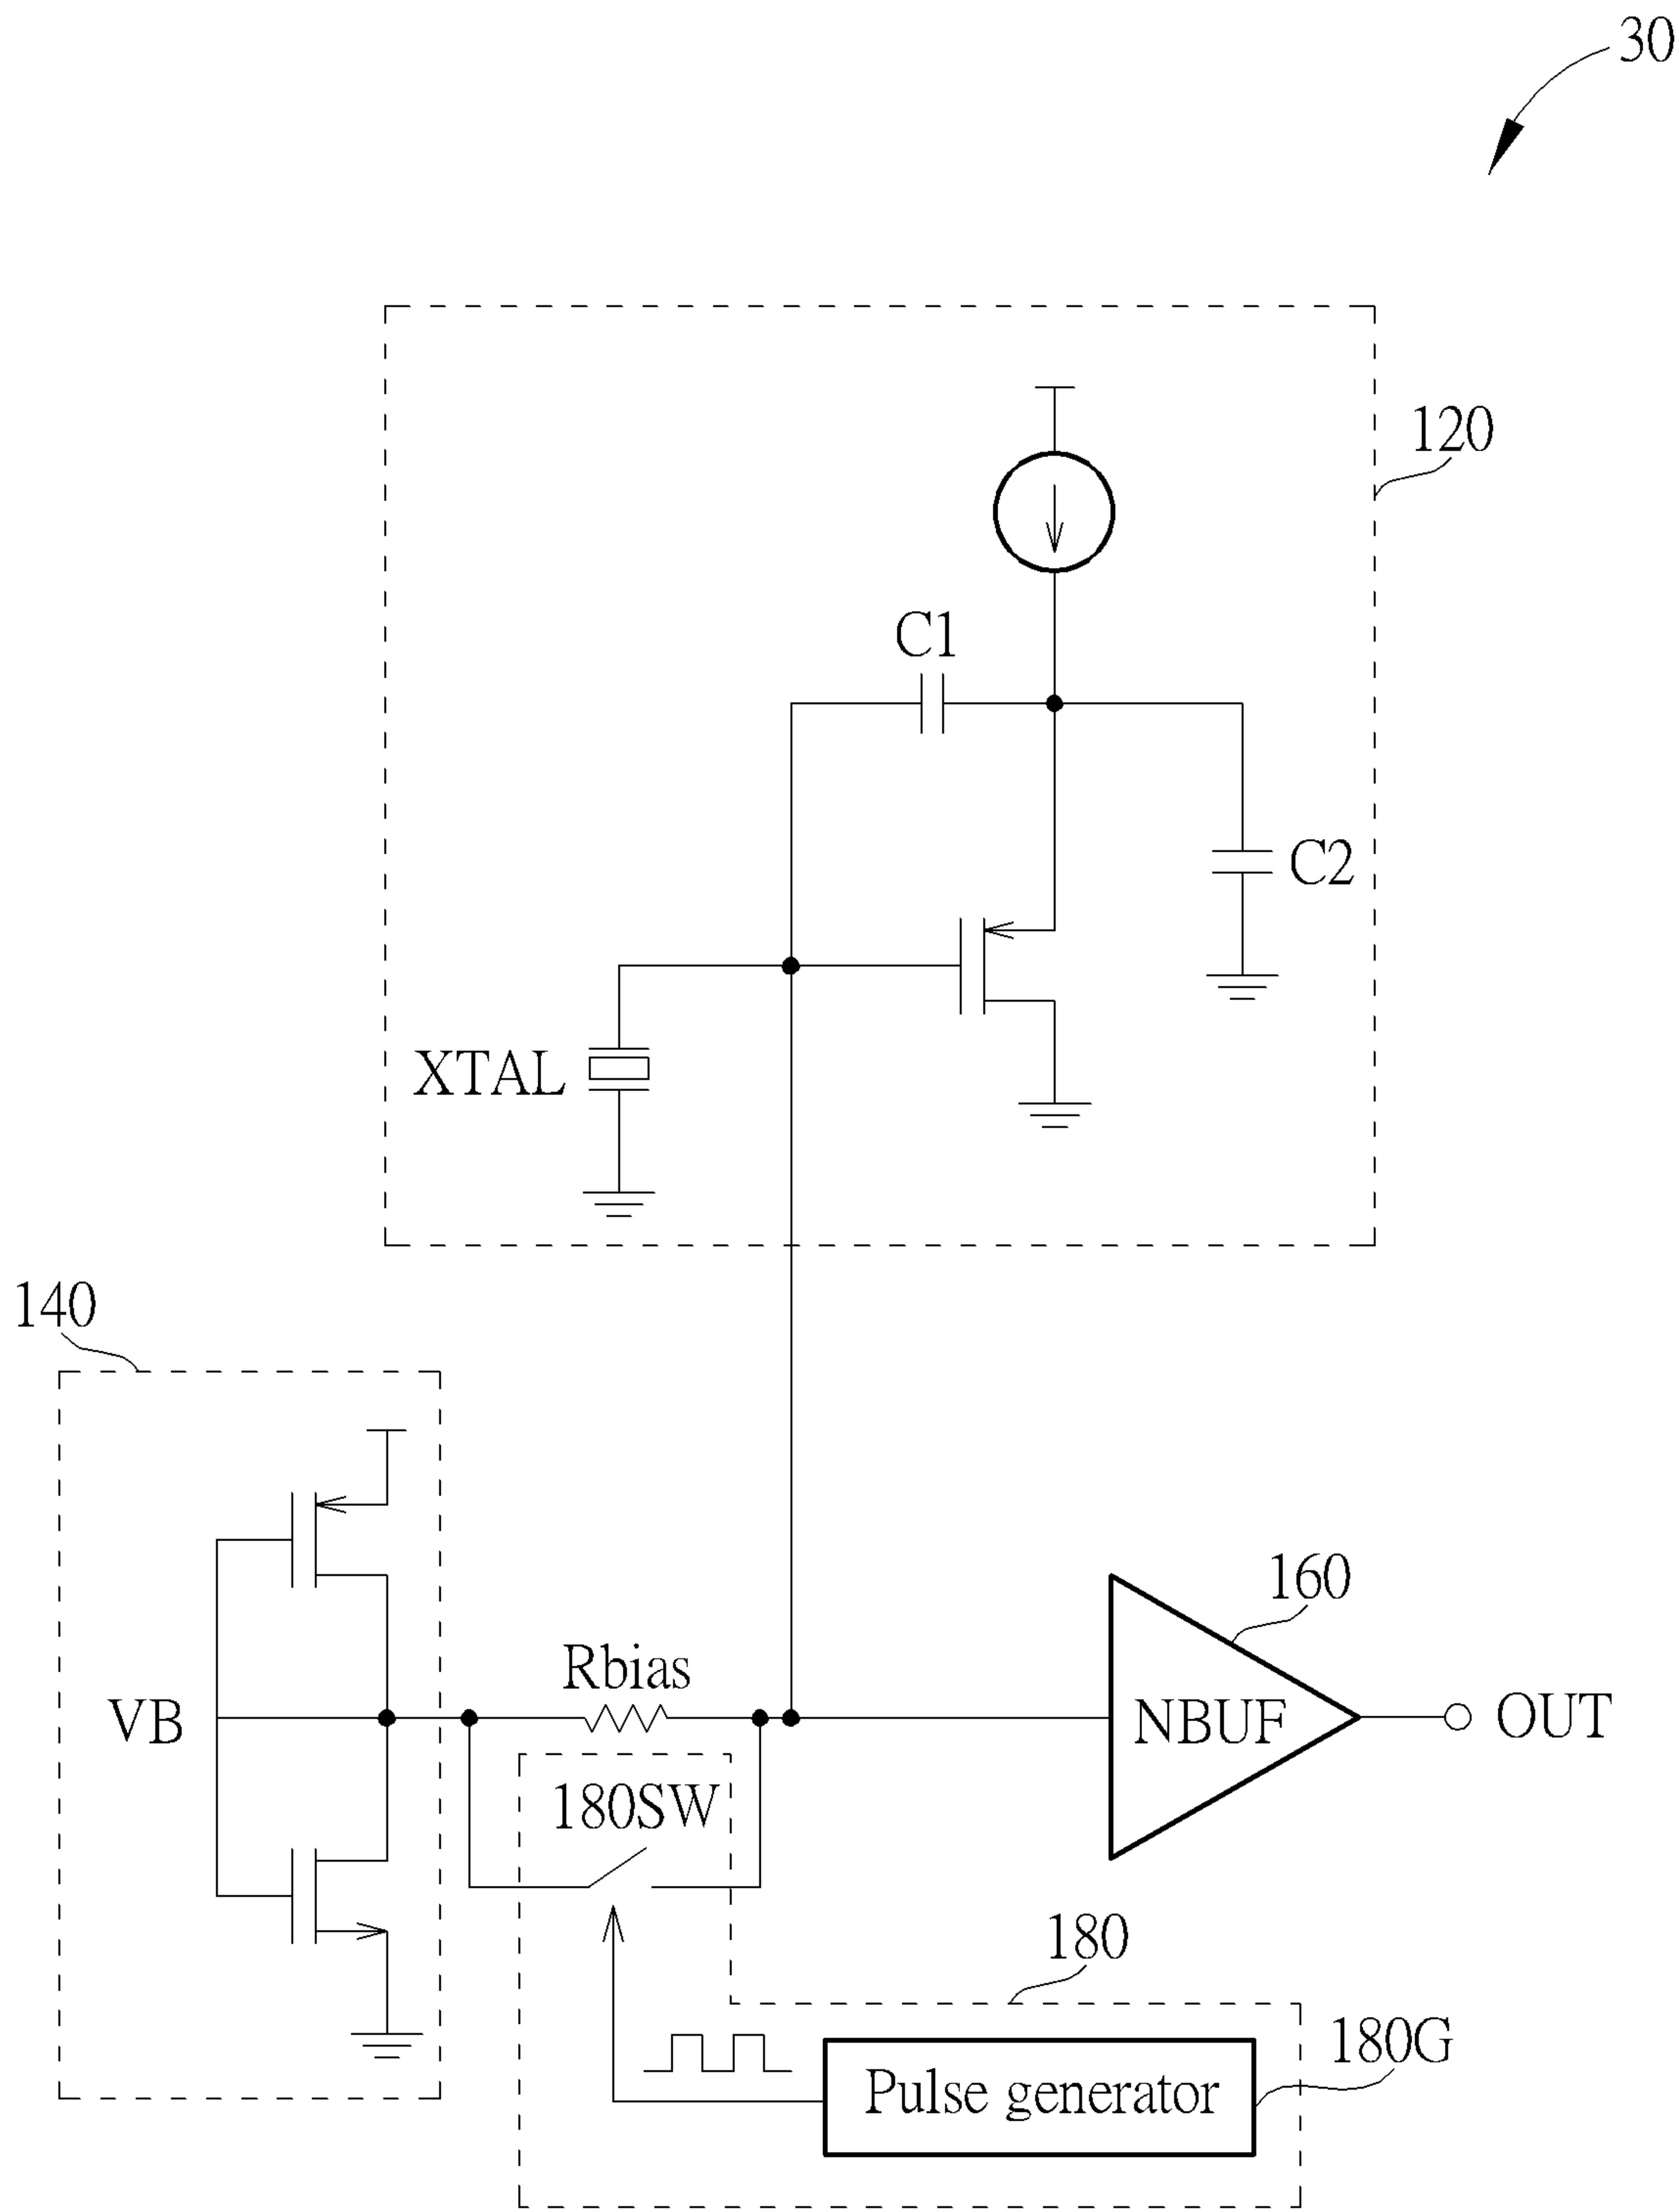 30
120
C1
C2
XTAL
140
160
Rbias
VB
NBUF
OUT
180SW
180
180G
Pulse generator